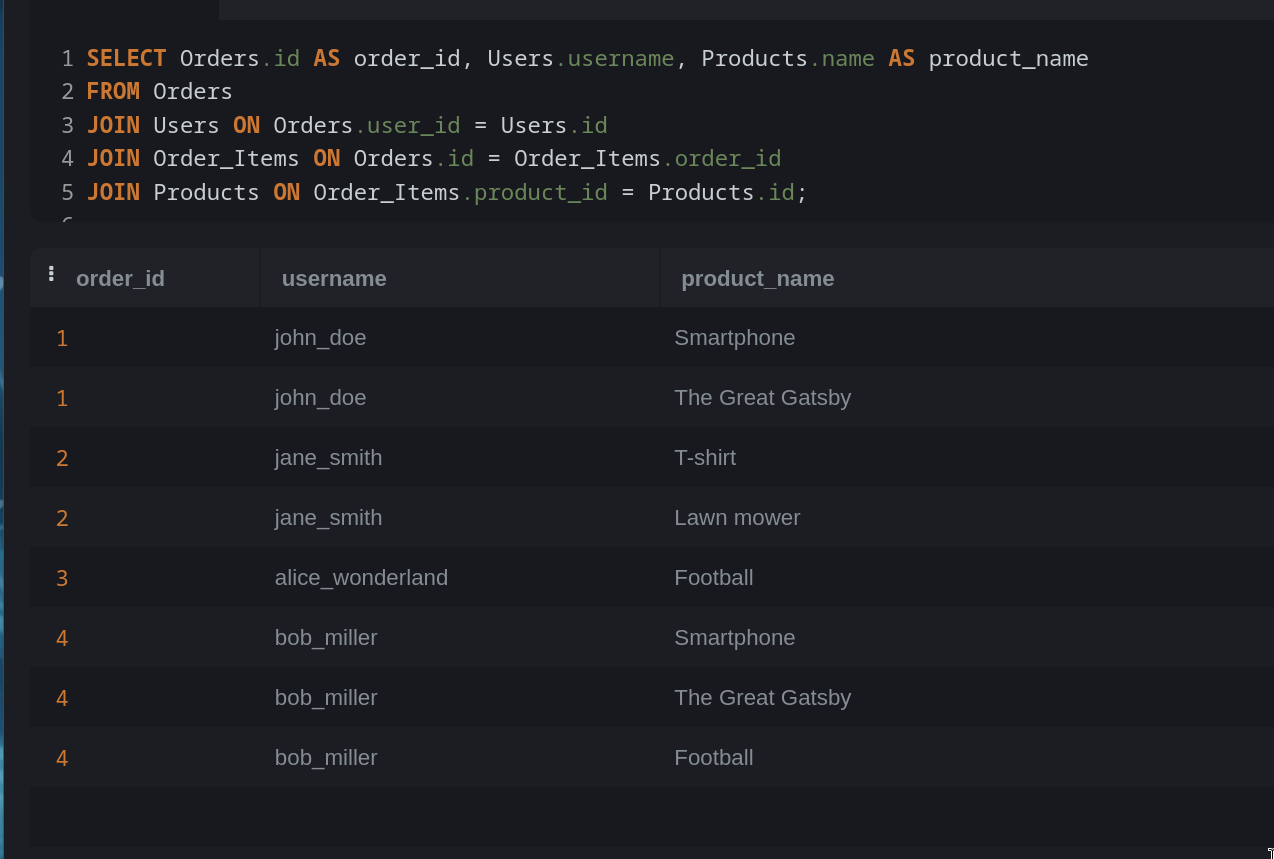 1 SELECT Orders.id AS order_id, Users.username, Products.name AS product_name
2 FROM Orders
3 JOIN Users ON Orders.user_id = Users.id
4 JOIN Order_Items ON Orders.id = Order_Items.order_id
5 JOIN Products ON Order_Items.product_id = Products.id;
order_id username product_name
1 john_doe Smartphone
1 john_doe The Great Gatsby
2 jane_smith T-shirt
2 jane_smith Lawn mower
3 alice_wonderland Football
4 bob_miller Smartphone
4 bob_miller The Great Gatsby
4 bob_miller Football